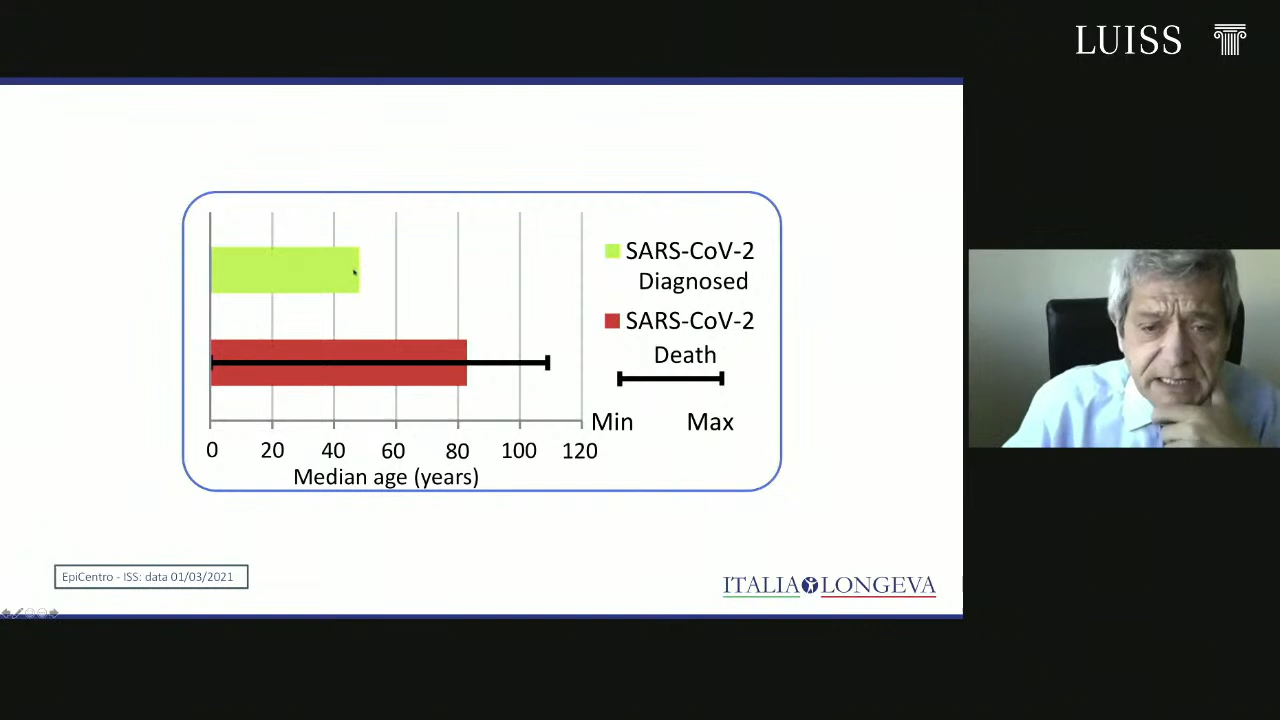 LUISS
SARS-CoV-2
Diagnosed
SARS-CoV-2
Death
Min Max
0 20 40 60 80 100 120
Median age (years)
EpiCentro - ISS: data 01/03/2021
ITALIA LONGEVA